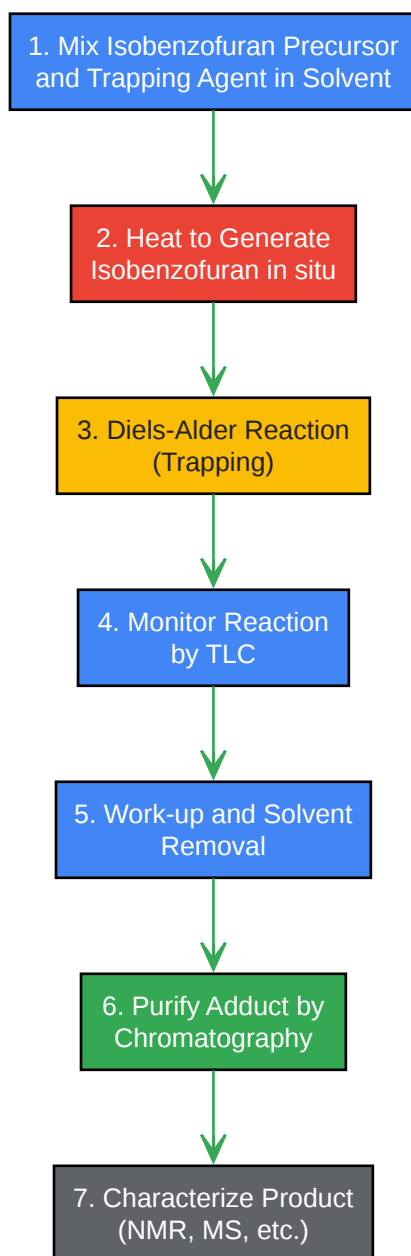 1. Mix Isobenzofuran Precursor
and Trapping Agent in Solvent
2. Heat to Generate
Isobenzofuran in situ
3. Diels-Alder Reaction
(Trapping)
4. Monitor Reaction
by TLC
5. Work-up and Solvent
Removal
6. Purify Adduct by
Chromatography
7. Characterize Product
(NMR, MS, etc.)